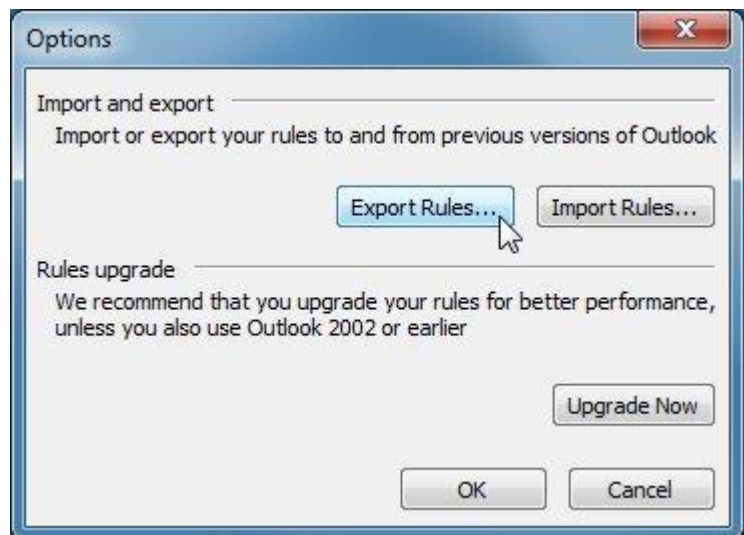 Options
Import and export
Import or export your rules to and from previous versions of Outlook
Export Rules... Import Rules...
Rules upgrade
We recommend that you upgrade your rules for better performance,
unless you also use Outlook 2002 or earlier
Upgrade Now
OK Cancel